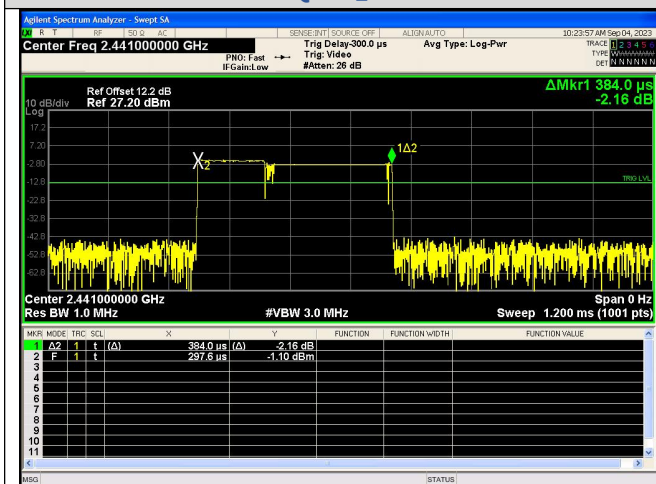 Agilent Spectrum Analyzer - Swept SA
LXI R T RF 50 Ω AC SENSE:INT SOURCE OFF ALIGN AUTO 10:23:57 AM Sep 04, 2023
Center Freq 2.441000000 GHz
PNO: Fast
IFGain:Low
Trig Delay-300.0 µs
Trig: Video
#Atten: 26 dB
Avg Type: Log-Pwr
TRACE 1 2 3 4 5 6
TYPE
DET N N N N N N
ΔMkr1 384.0 µs
-2.16 dB
Ref Offset 12.2 dB
10 dB/div Ref 27.20 dBm
Log
17.2
7.20
-2.80
-12.8
-22.8
-32.8
-42.8
-52.8
-62.8
X2
1Δ2
TRIG LVL
Center 2.441000000 GHz Span 0 Hz
Res BW 1.0 MHz #VBW 3.0 MHz Sweep 1.200 ms (1001 pts)
MKR MODE TRC SCL X Y FUNCTION FUNCTION WIDTH FUNCTION VALUE
1 Δ2 1 t (Δ) 384.0 µs (Δ) -2.16 dB
2 F 1 t 297.6 µs -1.10 dBm
3
4
5
6
7
8
9
10
11
MSG STATUS